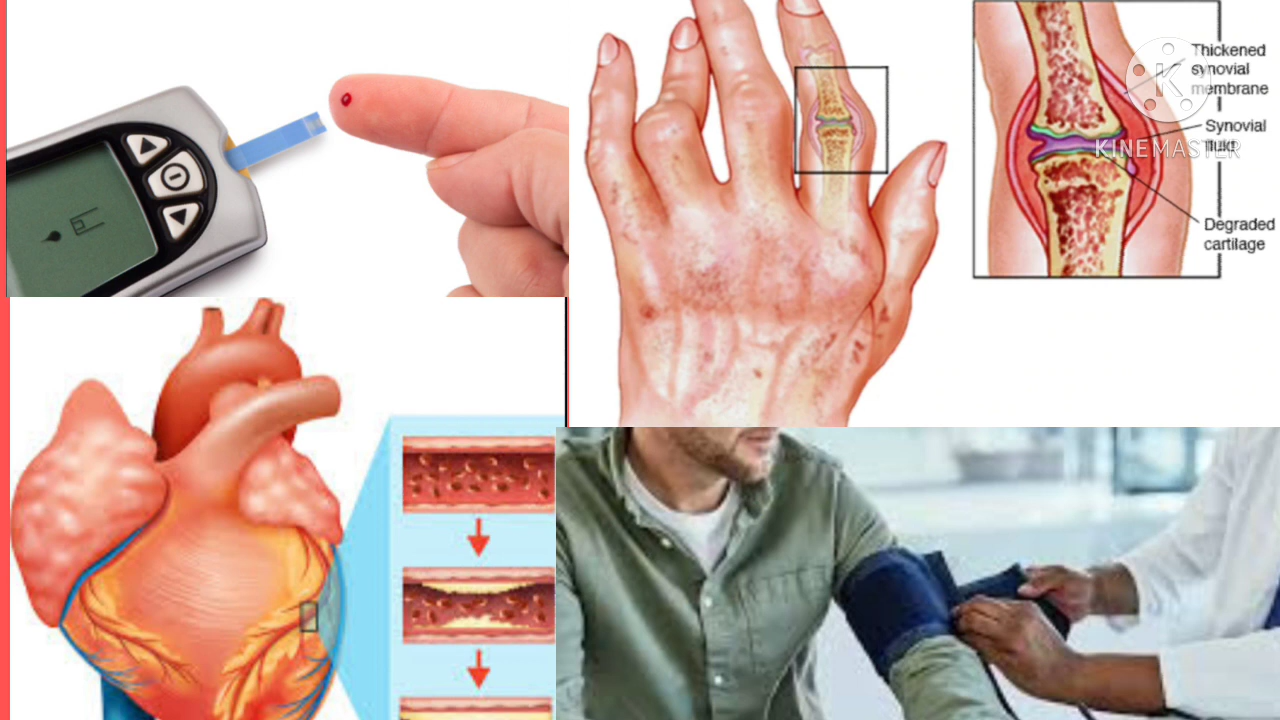 Thickened
synovial
membrane
Synovial
fluid
Degraded
cartilage
K
KINEMASTER